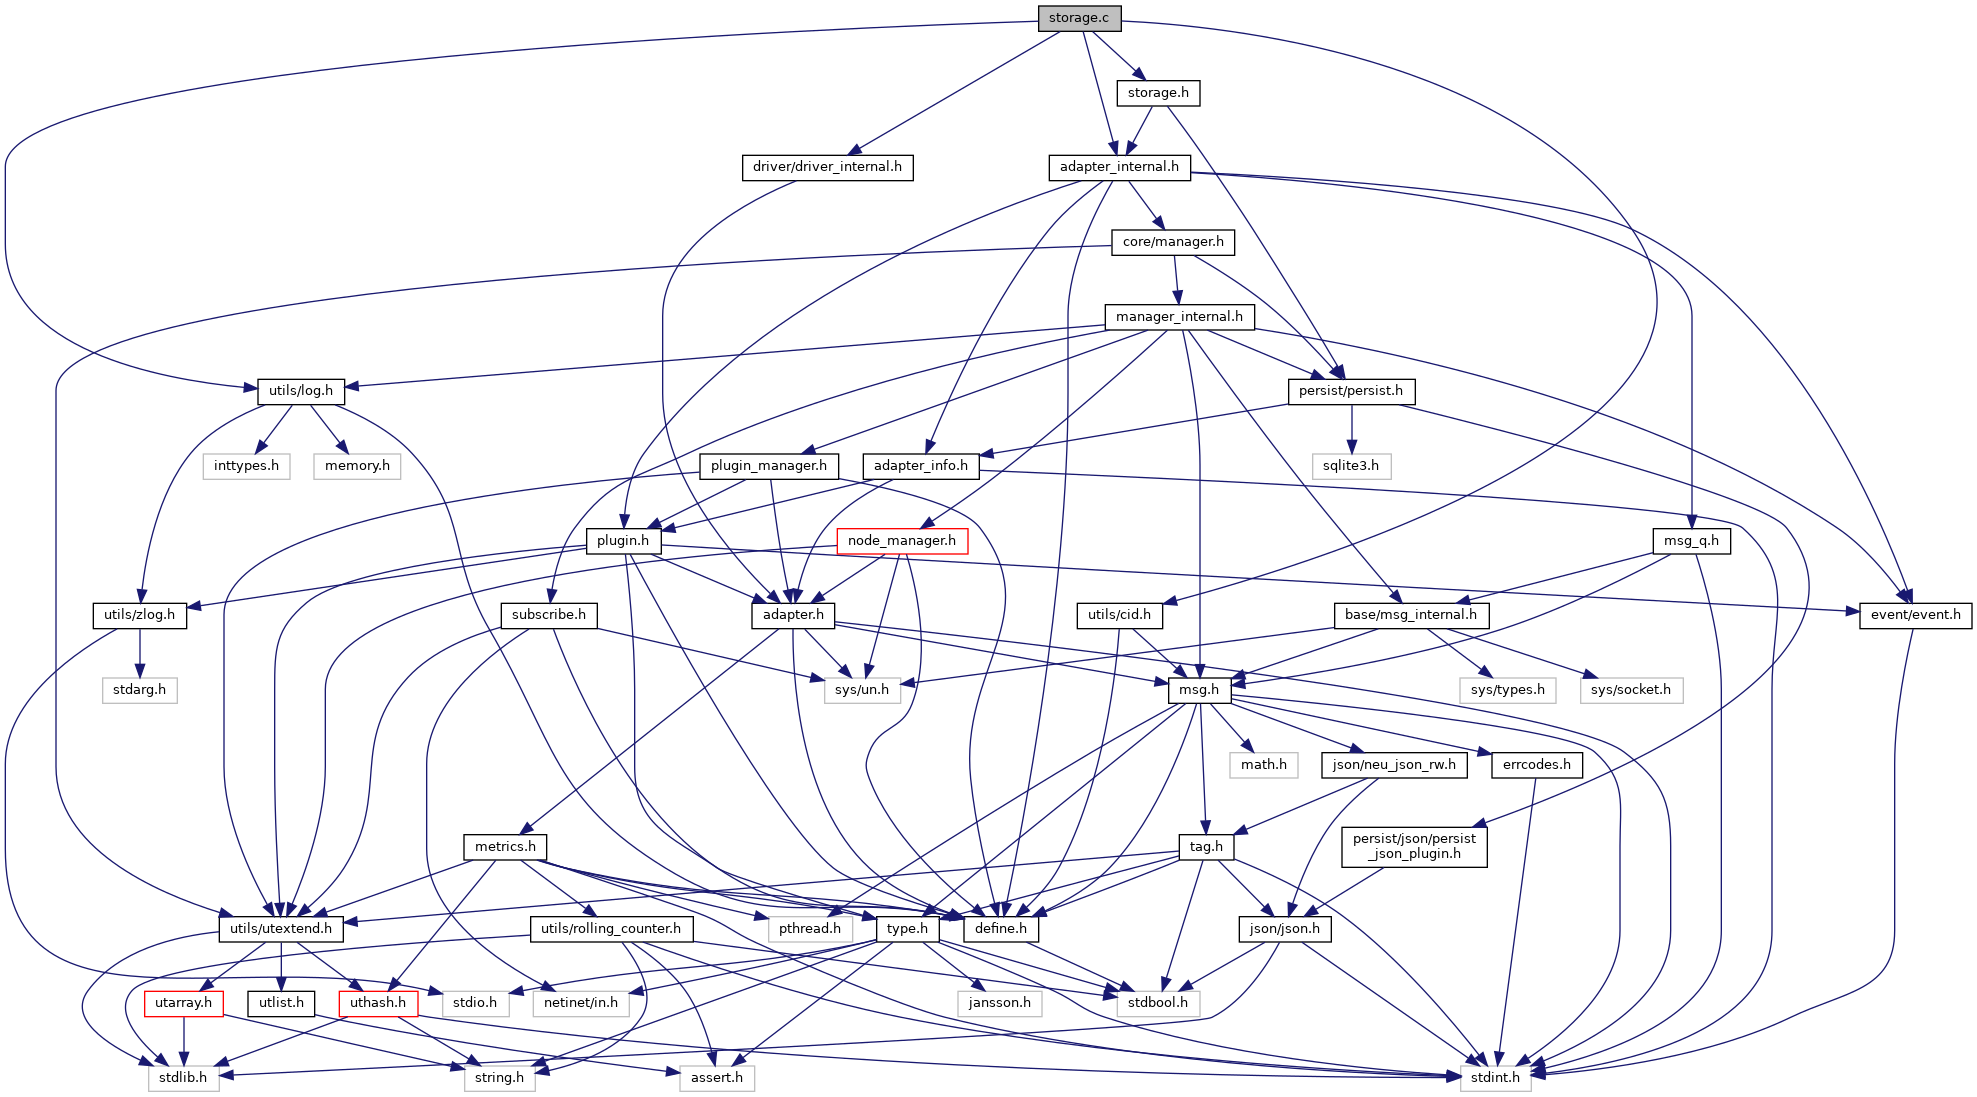 storage.c
storage.h
driver/driver_internal.h
adapter_internal.h
core/manager.h
manager_internal.h
utils/log.h
persist/persist.h
inttypes.h
memory.h
plugin_manager.h
adapter_info.h
sqlite3.h
plugin.h
node_manager.h
msg_q.h
utils/zlog.h
subscribe.h
adapter.h
utils/cid.h
base/msg_internal.h
event/event.h
stdarg.h
sys/un.h
msg.h
sys/types.h
sys/socket.h
math.h
json/neu_json_rw.h
errcodes.h
metrics.h
tag.h
persist/json/persist
_json_plugin.h
utils/utextend.h
utils/rolling_counter.h
pthread.h
type.h
define.h
json/json.h
utarray.h
utlist.h
uthash.h
stdio.h
netinet/in.h
jansson.h
stdbool.h
stdlib.h
string.h
assert.h
stdint.h